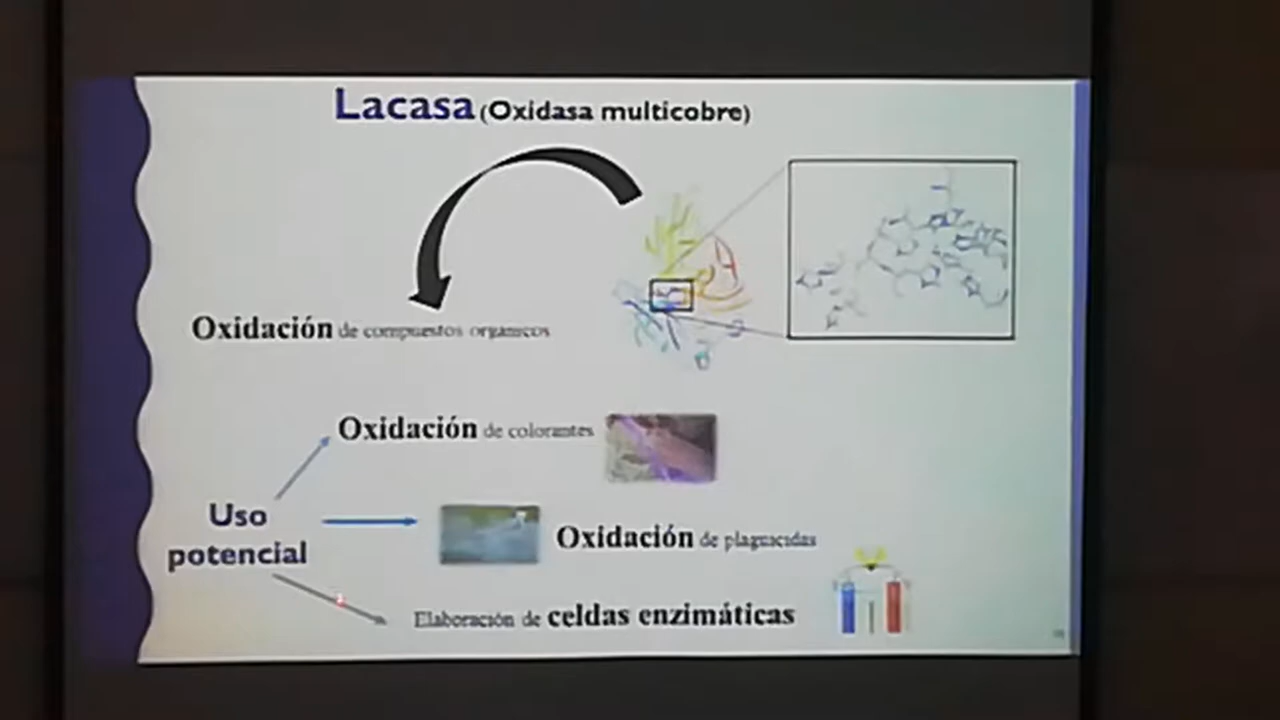 Lacasa (Oxidasa multicobre)
Oxidación de compuestos orgánicos
Oxidación de colorantes
Uso
potencial
Oxidación de plaguicidas
Elaboración de celdas enzimáticas